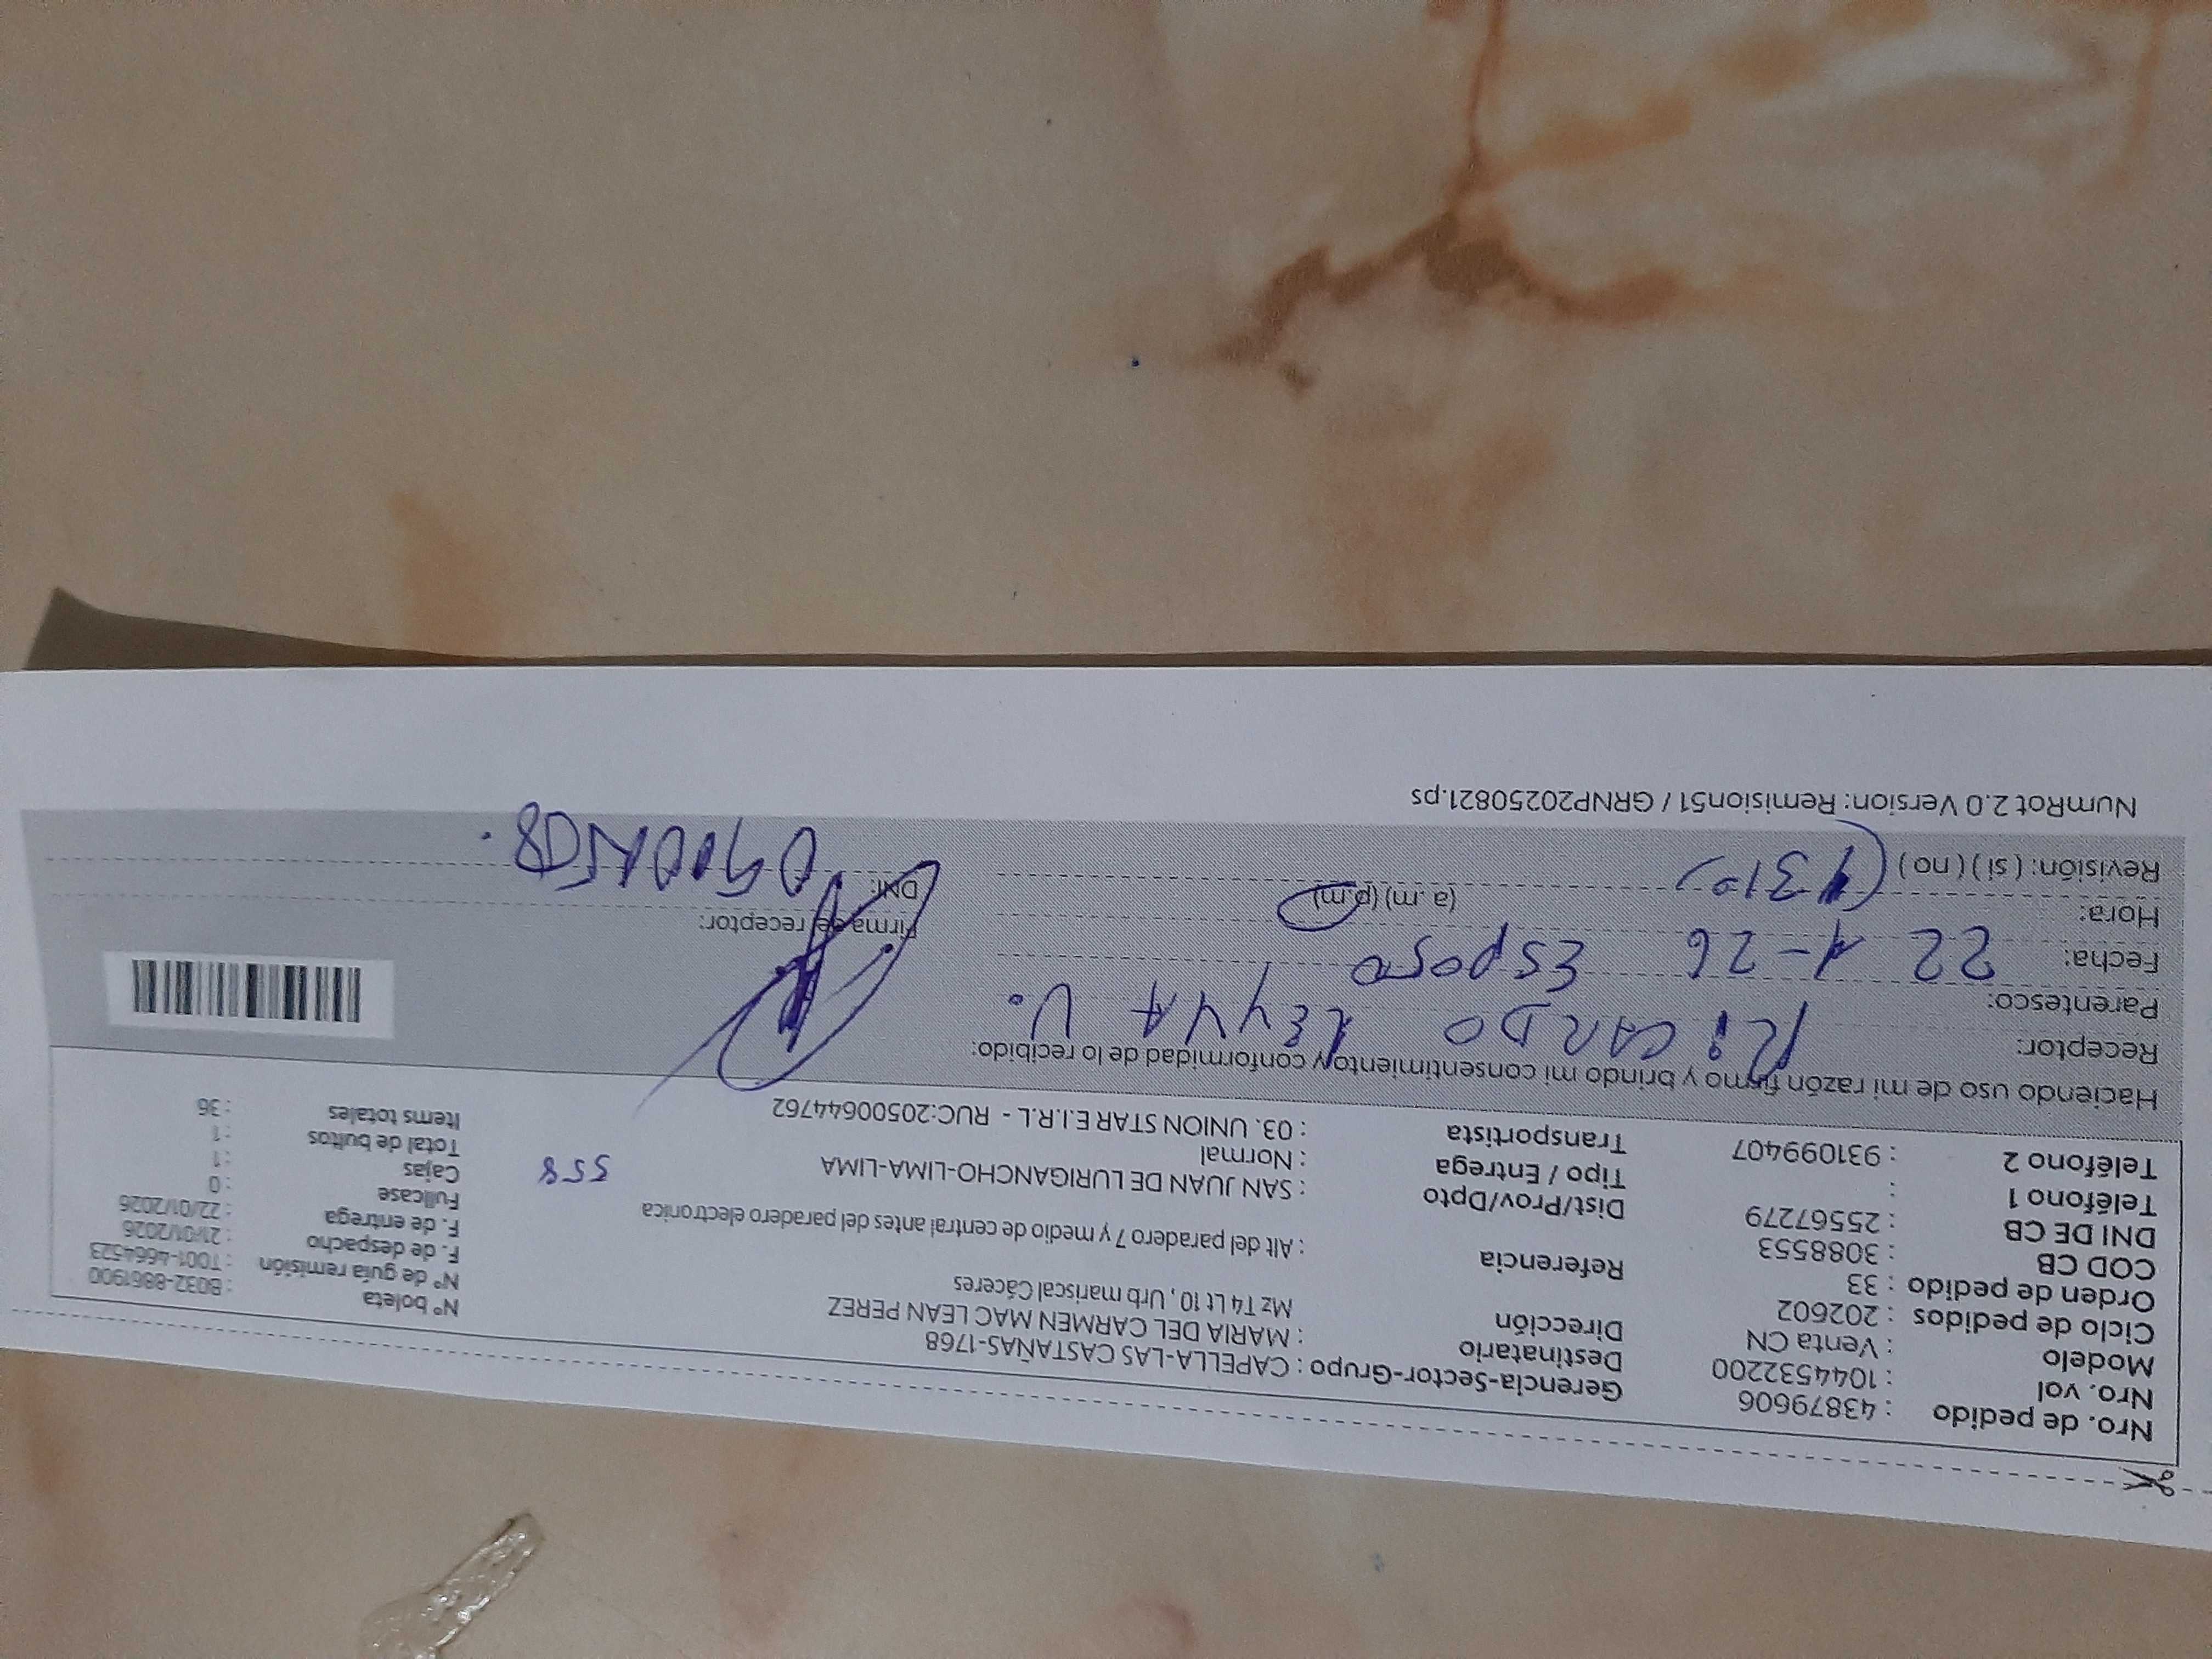 Nro. de pedido : 43879606
Nro. vol : 1044532200
Modelo : Venta CN
Ciclo de pedidos : 202602
Orden de pedido : 33
COD CB : 3088553
DNI DE CB : 25567279
Teléfono 1 :
Teléfono 2 : 931099407
Gerencia-Sector-Grupo : CAPELLA-LAS CASTAÑAS-1768
Destinatario : MARIA DEL CARMEN MAC LEAN PEREZ
Dirección Mz T4 Lt 10 , Urb mariscal Cáceres
Referencia : Alt del paradero 7 y medio de central antes del paradero electronica
Dist/Prov/Dpto : SAN JUAN DE LURIGANCHO-LIMA-LIMA
Tipo / Entrega : Normal
Transportista : 03. UNION STAR E.I.R.L - RUC:20500644762
558
N° boleta : B032-8861900
N° de guía remisión : T001-4664523
F. de despacho : 21/01/2026
F. de entrega : 22/01/2026
Fullcase : 0
Cajas : 1
Total de bultos : 1
Items totales : 36
Haciendo uso de mi razón firmo y brindo mi consentimiento y conformidad de lo recibido:
Receptor: RiCARDO LEYVA V.
Parentesco: Esposo
Fecha: 22 1-26
Hora: (a.m) (p.m)
Revisión: ( si ) ( no )
Firma de receptor:
DNI:
NumRot 2.0 Version: Remision51 / GRNP20250821.ps